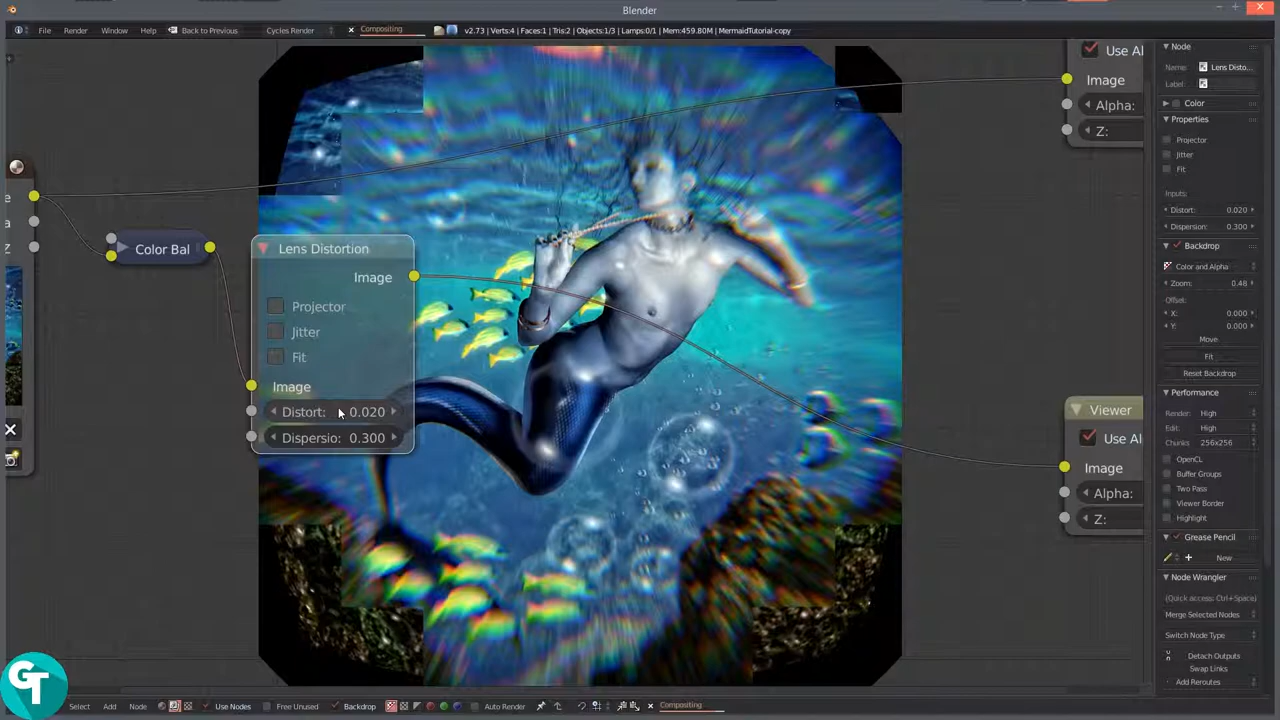 Blender
File
Render
Window
Help
Back to Previous
Cycles Render
Compositing
v2.73 | Verts:4 | Faces:1 | Tris:2 | Objects:1/3 | Lamps:0/1 | Mem:459.80M | MermaidTutorial-copy
Use Al
Image
Alpha:
Z:
e
a
Z
Color Bal
Lens Distortion
Image
Projector
Jitter
Fit
Image
Distort: 0.020
Dispersio: 0.300
Viewer
Use Al
Image
Alpha:
Z:
Node
Name: Lens Disto...
Label:
Color
Properties
Projector
Jitter
Fit
Inputs:
Distort: 0.020
Dispersion: 0.300
Backdrop
Color and Alpha
Zoom: 0.48
Offset:
X: 0.000
Y: 0.000
Move
Fit
Reset Backdrop
Performance
Render: High
Edit: High
Chunks 256x256
OpenCL
Buffer Groups
Two Pass
Viewer Border
Highlight
Grease Pencil
New
Node Wrangler
(Quick access: Ctrl+Space)
Merge Selected Nodes
Switch Node Type
Detach Outputs
Swap Links
Add Reroutes
GT
Select
Add
Node
Use Nodes
Free Unused
Backdrop
Auto Render
Compositing